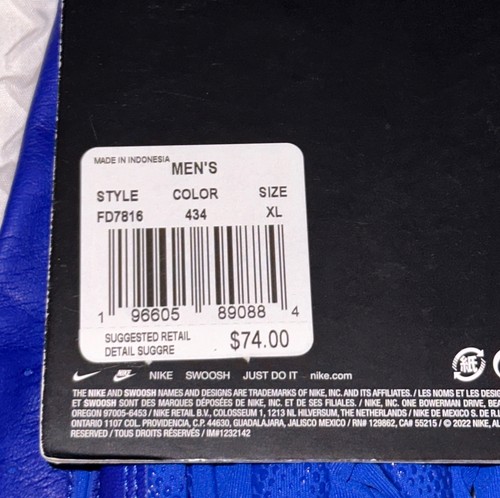 MADE IN INDONESIA
MEN'S
STYLE COLOR SIZE
FD7816 434 XL
1 96605 89088 4
SUGGESTED RETAIL
DETAIL SUGGRE $74.00
NIKE SWOOSH JUST DO IT nike.com
紙
THE NIKE AND SWOOSH NAMES AND DESIGNS ARE TRADEMARKS OF NIKE, INC. AND ITS AFFILIATES. / LES NOMS ET LES DESIG
ET SWOOSH SONT DES MARQUES DÉPOSÉES DE NIKE, INC. ET DE SES FILIALES. / NIKE, INC. ONE BOWERMAN DRIVE, BEA
OREGON 97005-6453 / NIKE RETAIL B.V., COLOSSEUM 1, 1213 NL HILVERSUM, THE NETHERLANDS / NIKE DE MEXICO S. DE R.L
ONTARIO 1107 COL. PROVIDENCIA, C.P. 44630, GUADALAJARA, JALISCO MEXICO / RN# 129862, CA# 55215 / © 2022 NIKE, AL
RESERVED / TOUS DROITS RÉSERVÉS / IM#1232142